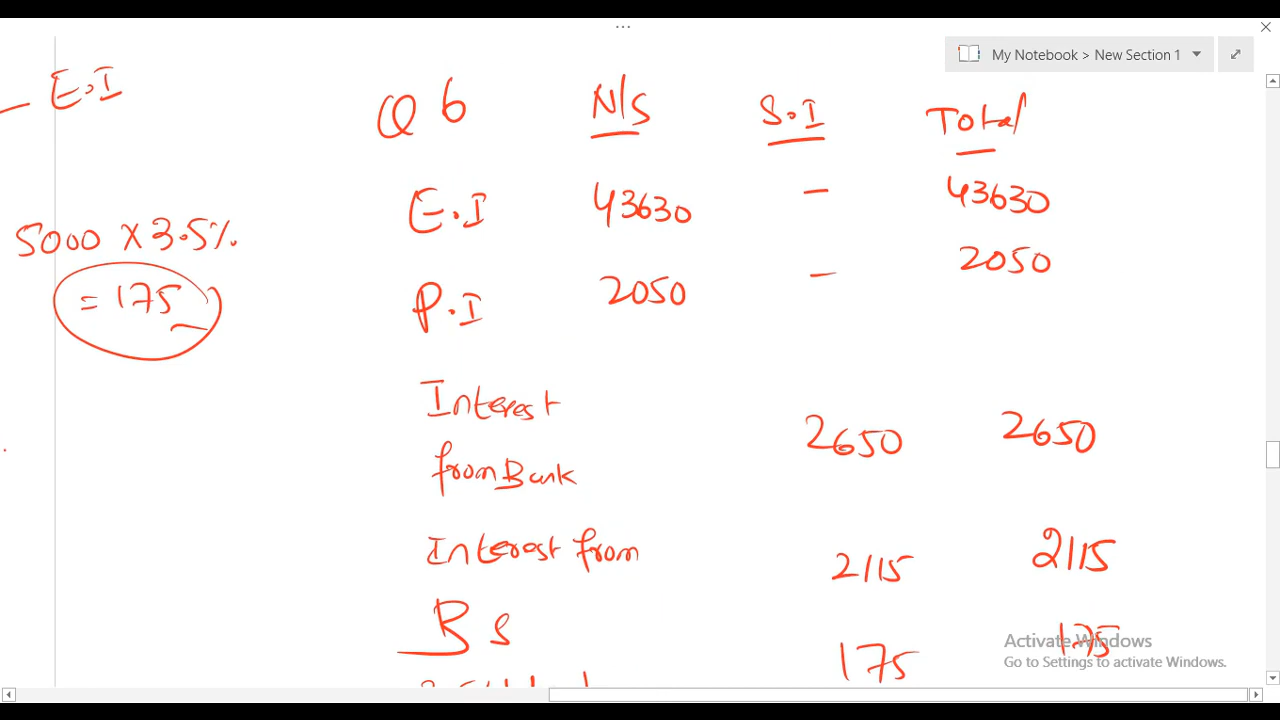 ...
My Notebook > New Section 1
E.I
Q 6 N/S S.I Total
E.I 43630 - 43630
5000 X 3.5%
= 175
P.I 2050 - 2050
Interest
from Bank 2650 2650
Interest from 2115 2115
BS
175 175
Activate Windows
Go to Settings to activate Windows.